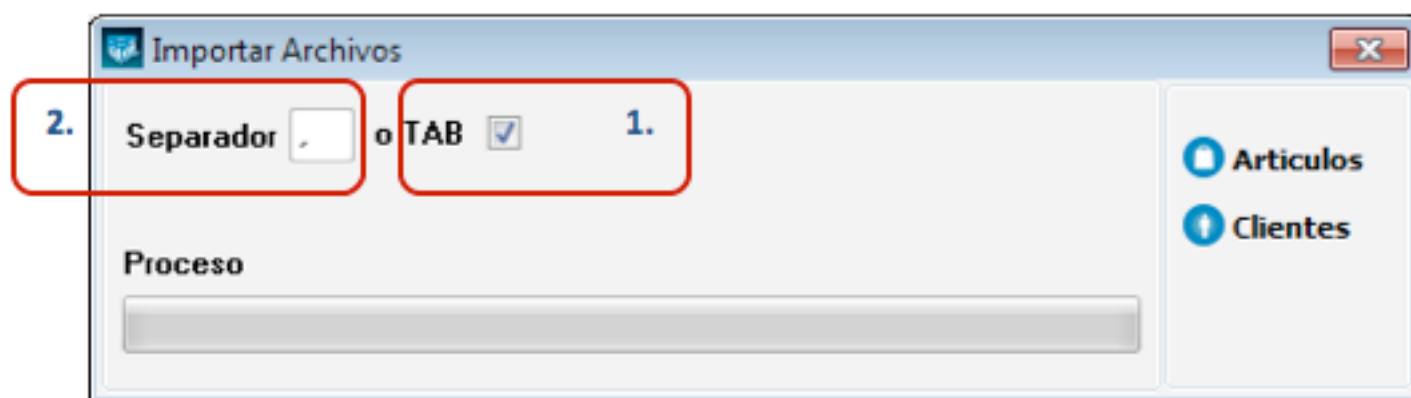 Importar Archivos
2. Separador , o TAB 1.
Articulos
Clientes
Proceso